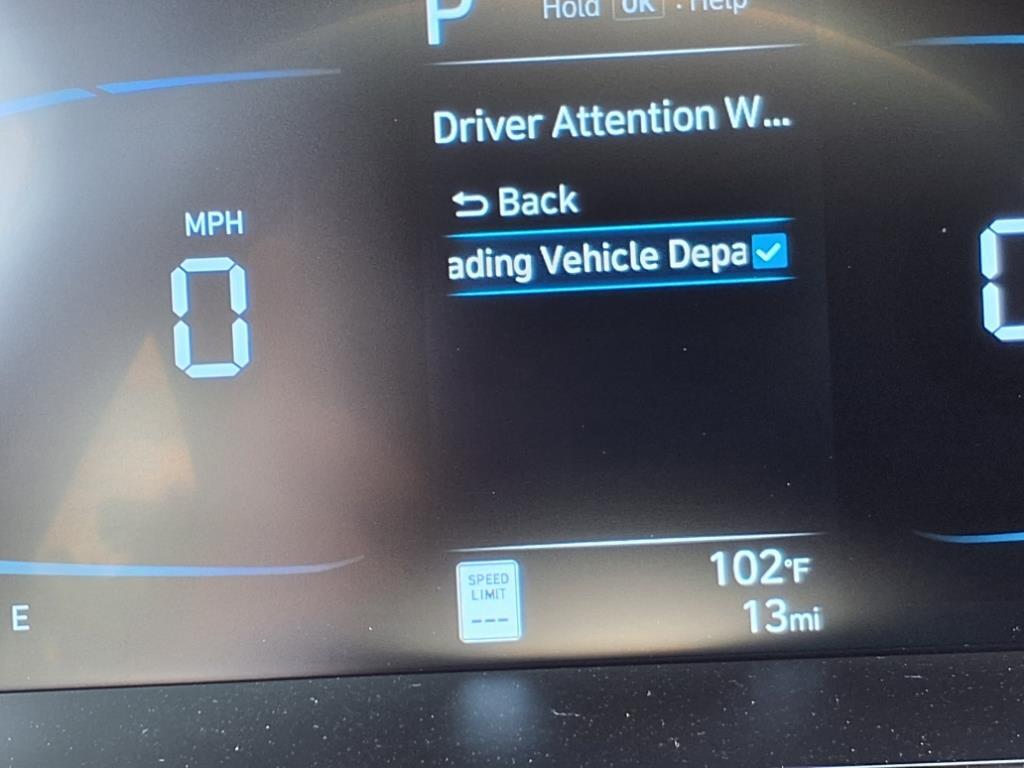 P
Hold OK : Help
Driver Attention W...
Back
MPH
ading Vehicle Depa
0
SPEED
LIMIT
---
102°F
13mi
E